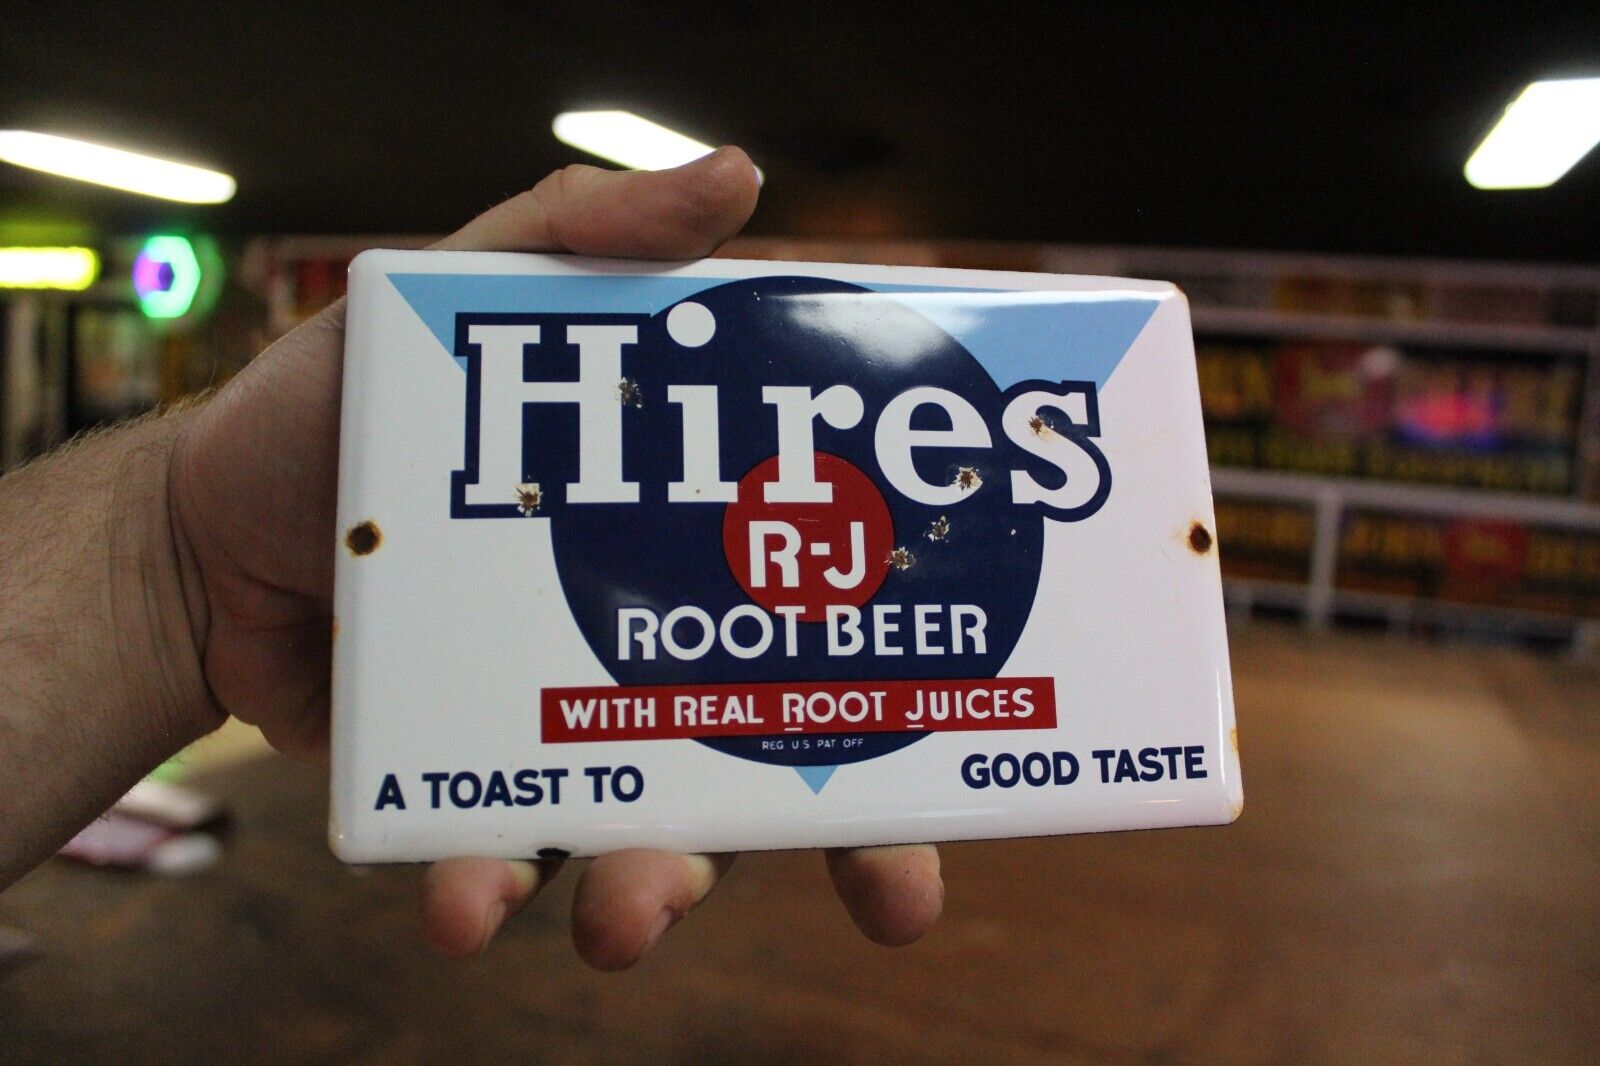 Hires
R-J
ROOT BEER
WITH REAL ROOT JUICES
REG U.S. PAT OFF
A TOAST TO GOOD TASTE